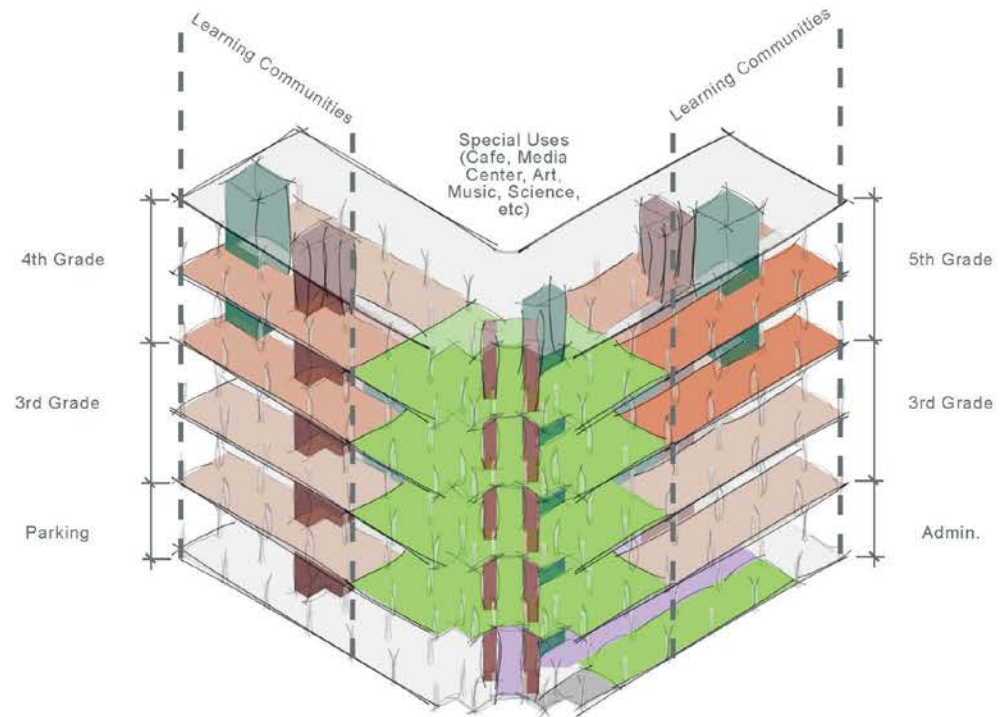 Learning Communities
Learning Communities
Special Uses
(Cafe, Media
Center, Art,
Music, Science,
etc)
4th Grade
5th Grade
3rd Grade
3rd Grade
Parking
Admin.